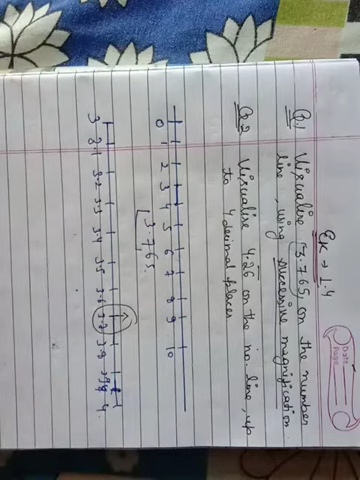 Date
Page
Ex → 1.4
Q.1 Visualise 3.765 on the number
line, using successive magnification.
Q.2 Visualise 4.26 on the no. line, up
to 4 decimal places
0 1 2 3 4 5 6 7 8 9 10
3.765
3 3.1 3.2 3.3 3.4 3.5 3.6 3.7 3.8 3.9 4